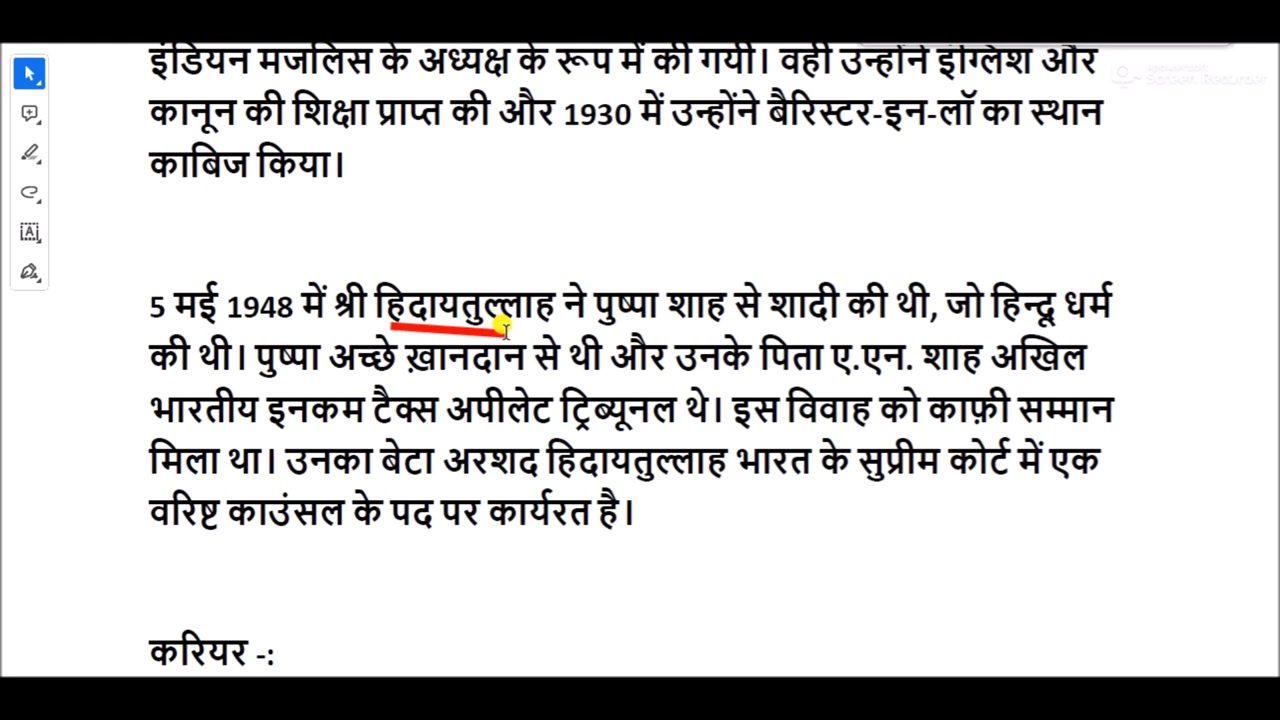 इंडियन मजलिस के अध्यक्ष के रूप में की गयी। वही उन्होंने इंग्लिश और
कानून की शिक्षा प्राप्त की और 1930 में उन्होंने बैरिस्टर-इन-लॉ का स्थान
काबिज किया।
5 मई 1948 में श्री हिदायतुल्लाह ने पुष्पा शाह से शादी की थी, जो हिन्दू धर्म
की थी। पुष्पा अच्छे ख़ानदान से थी और उनके पिता ए.एन. शाह अखिल
भारतीय इनकम टैक्स अपीलेट ट्रिब्यूनल थे। इस विवाह को काफ़ी सम्मान
मिला था। उनका बेटा अरशद हिदायतुल्लाह भारत के सुप्रीम कोर्ट में एक
वरिष्ट काउंसल के पद पर कार्यरत है।
करियर -:
Screen Recorder